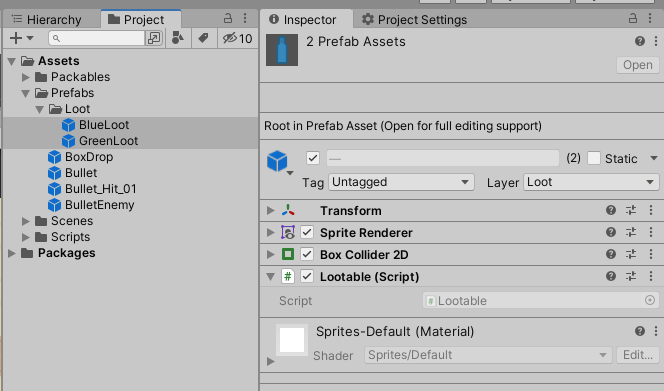 Hierarchy
Project
10
Assets
Packables
Prefabs
Loot
BlueLoot
GreenLoot
BoxDrop
Bullet
Bullet_Hit_01
BulletEnemy
Scenes
Scripts
Packages
Inspector
Project Settings
2 Prefab Assets
Open
Root in Prefab Asset (Open for full editing support)
— (2) Static
Tag Untagged Layer Loot
Transform
Sprite Renderer
Box Collider 2D
# Lootable (Script)
Script # Lootable
Sprites-Default (Material)
Shader Sprites/Default Edit...